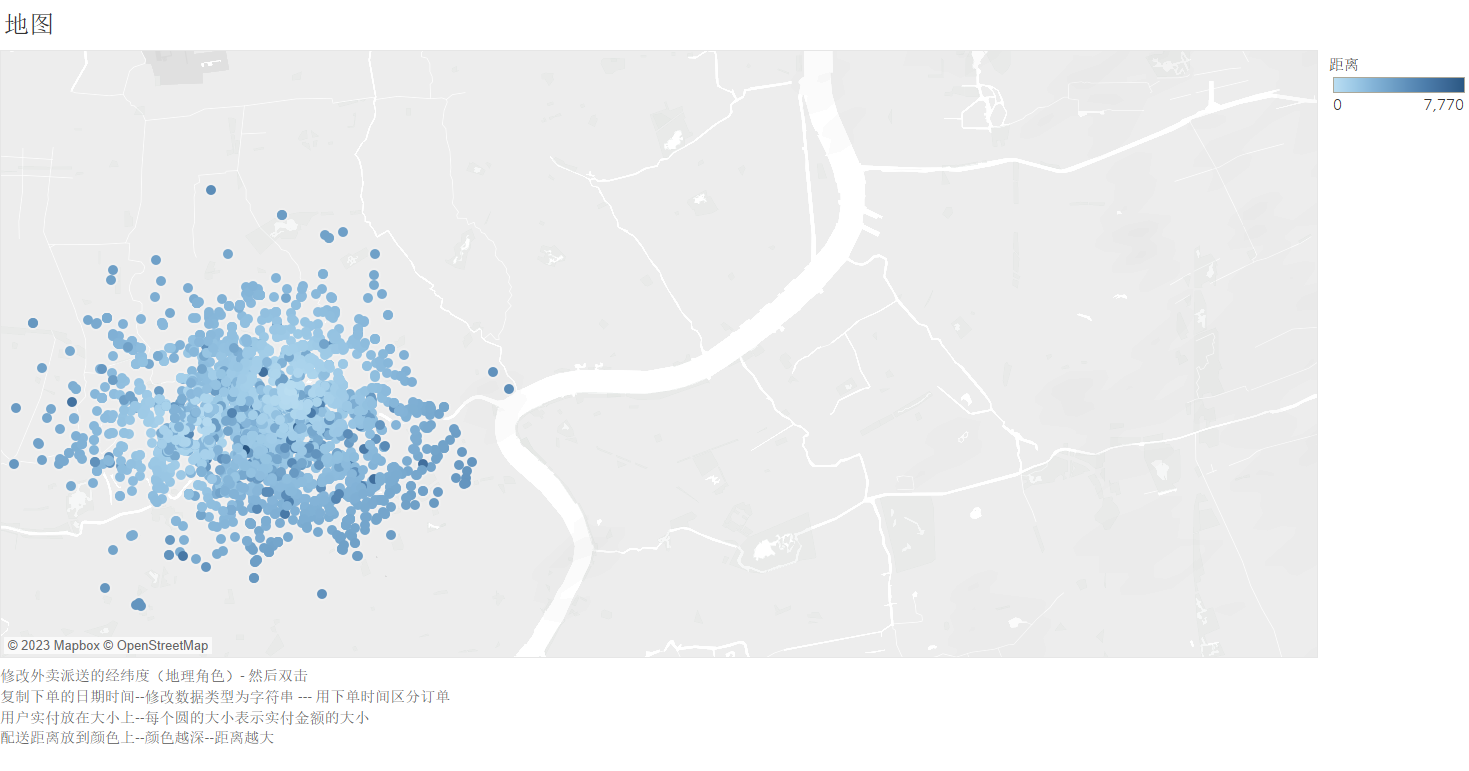 地图
距离
0 7,770
© 2023 Mapbox © OpenStreetMap
修改外卖派送的经纬度（地理角色）- 然后双击
复制下单的日期时间--修改数据类型为字符串 --- 用下单时间区分订单
用户实付放在大小上--每个圆的大小表示实付金额的大小
配送距离放到颜色上--颜色越深--距离越大